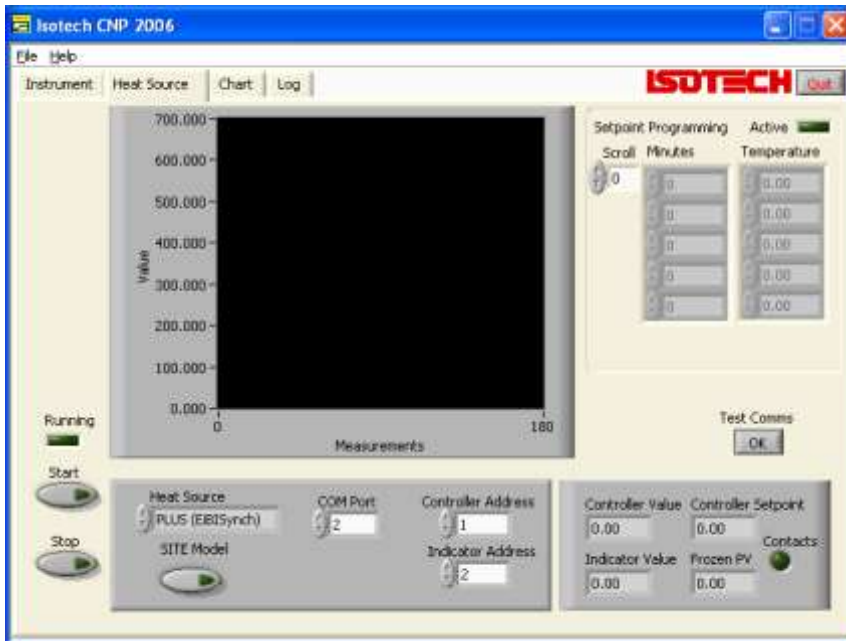 Isotech CNP 2006
File Help
Instrument Heat Source Chart Log ISOTECH Quit
700.000
600.000
500.000
400.000
300.000
200.000
100.000
0.000
Value
0 180
Measurements
Setpoint Programming Active
Scroll Minutes Temperature
0 0 0.00
0 0.00
0 0.00
0 0.00
0 0.00
Running
Start
Stop
Test Comms
OK
Heat Source COM Port Controller Address
PLUS (EiBISynch) 2 1
SITE Model Indicator Address
2
Controller Value Controller Setpoint
0.00 0.00
Contacts
Indicator Value Frozen PV
0.00 0.00